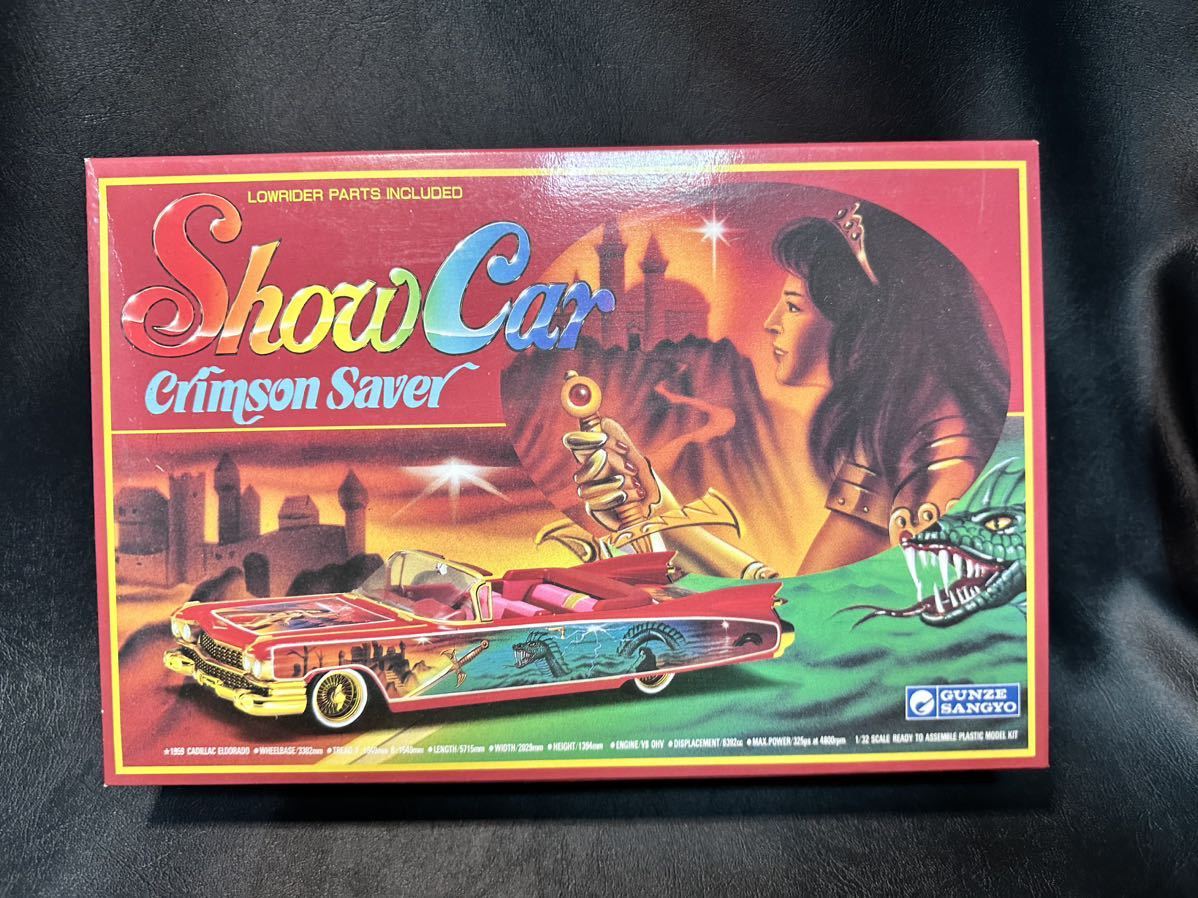 LOWRIDER PARTS INCLUDED
Show Car
Crimson Saver
GUNZE
SANGYO
★1959 CADILLAC ELDORADO ●WHEELBASE/3302mm ●TREAD F. R. 1549mm ●LENGTH/5715mm ●WIDTH/2029mm ●HEIGHT/1394mm ●ENGINE/V8 OHV ●DISPLACEMENT/6392cc ●MAX.POWER/325ps at 4800rpm 1/32 SCALE READY TO ASSEMBLE PLASTIC MODEL KIT